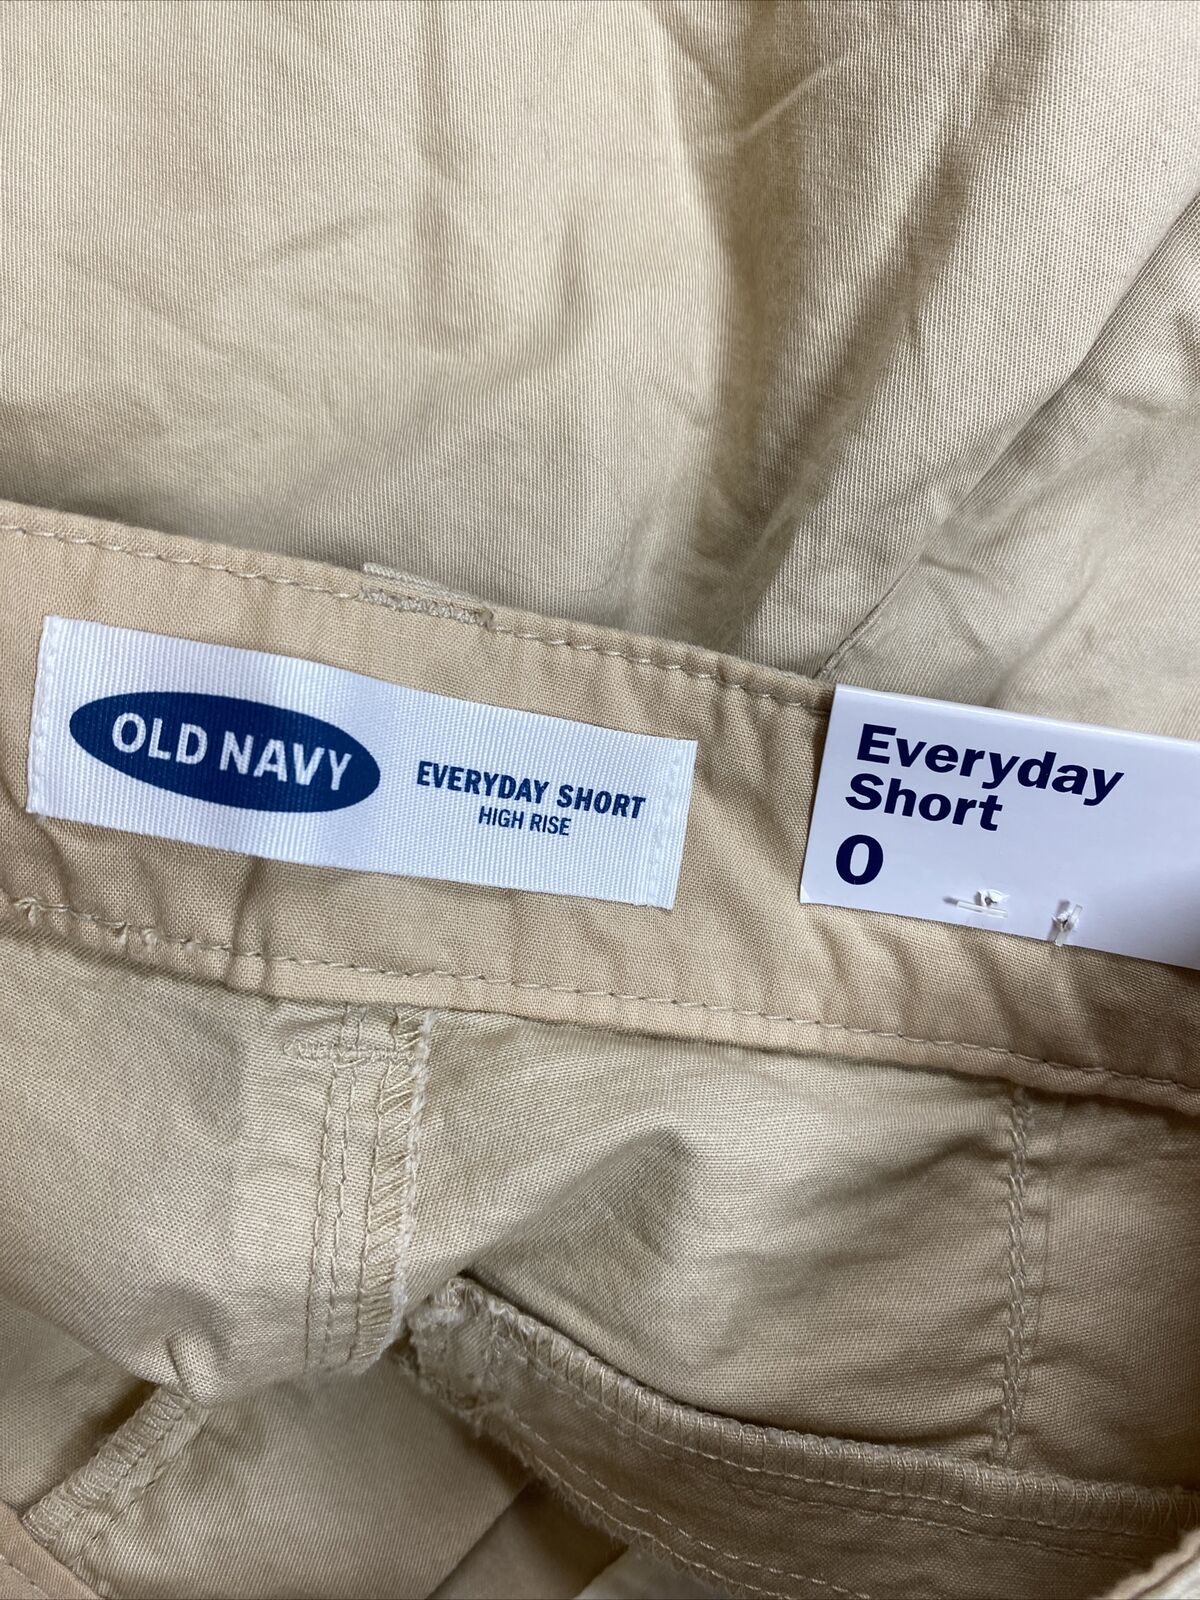 OLD NAVY
EVERYDAY SHORT
HIGH RISE
Everyday
Short
0